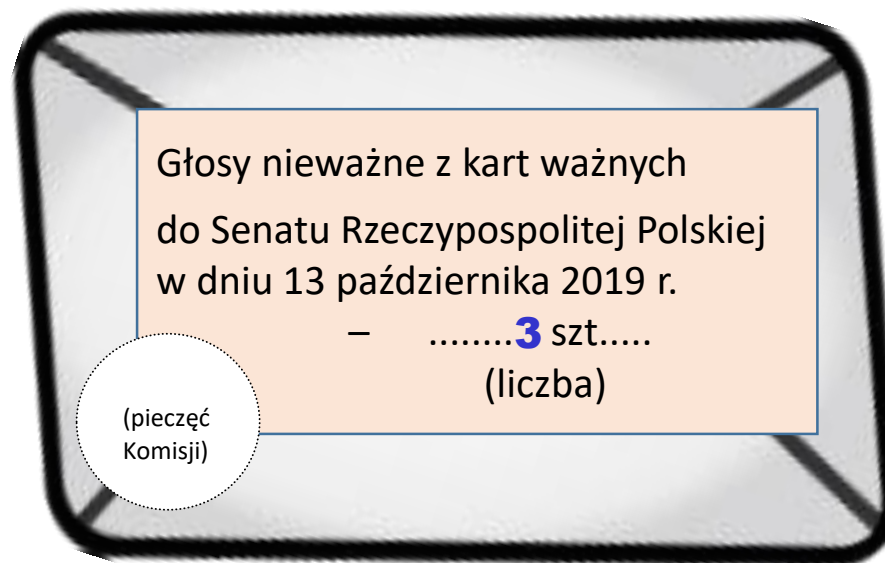 Głosy nieważne z kart ważnych
do Senatu Rzeczypospolitej Polskiej
w dniu 13 października 2019 r.
– ........3 szt.....
(liczba)
(pieczęć
Komisji)